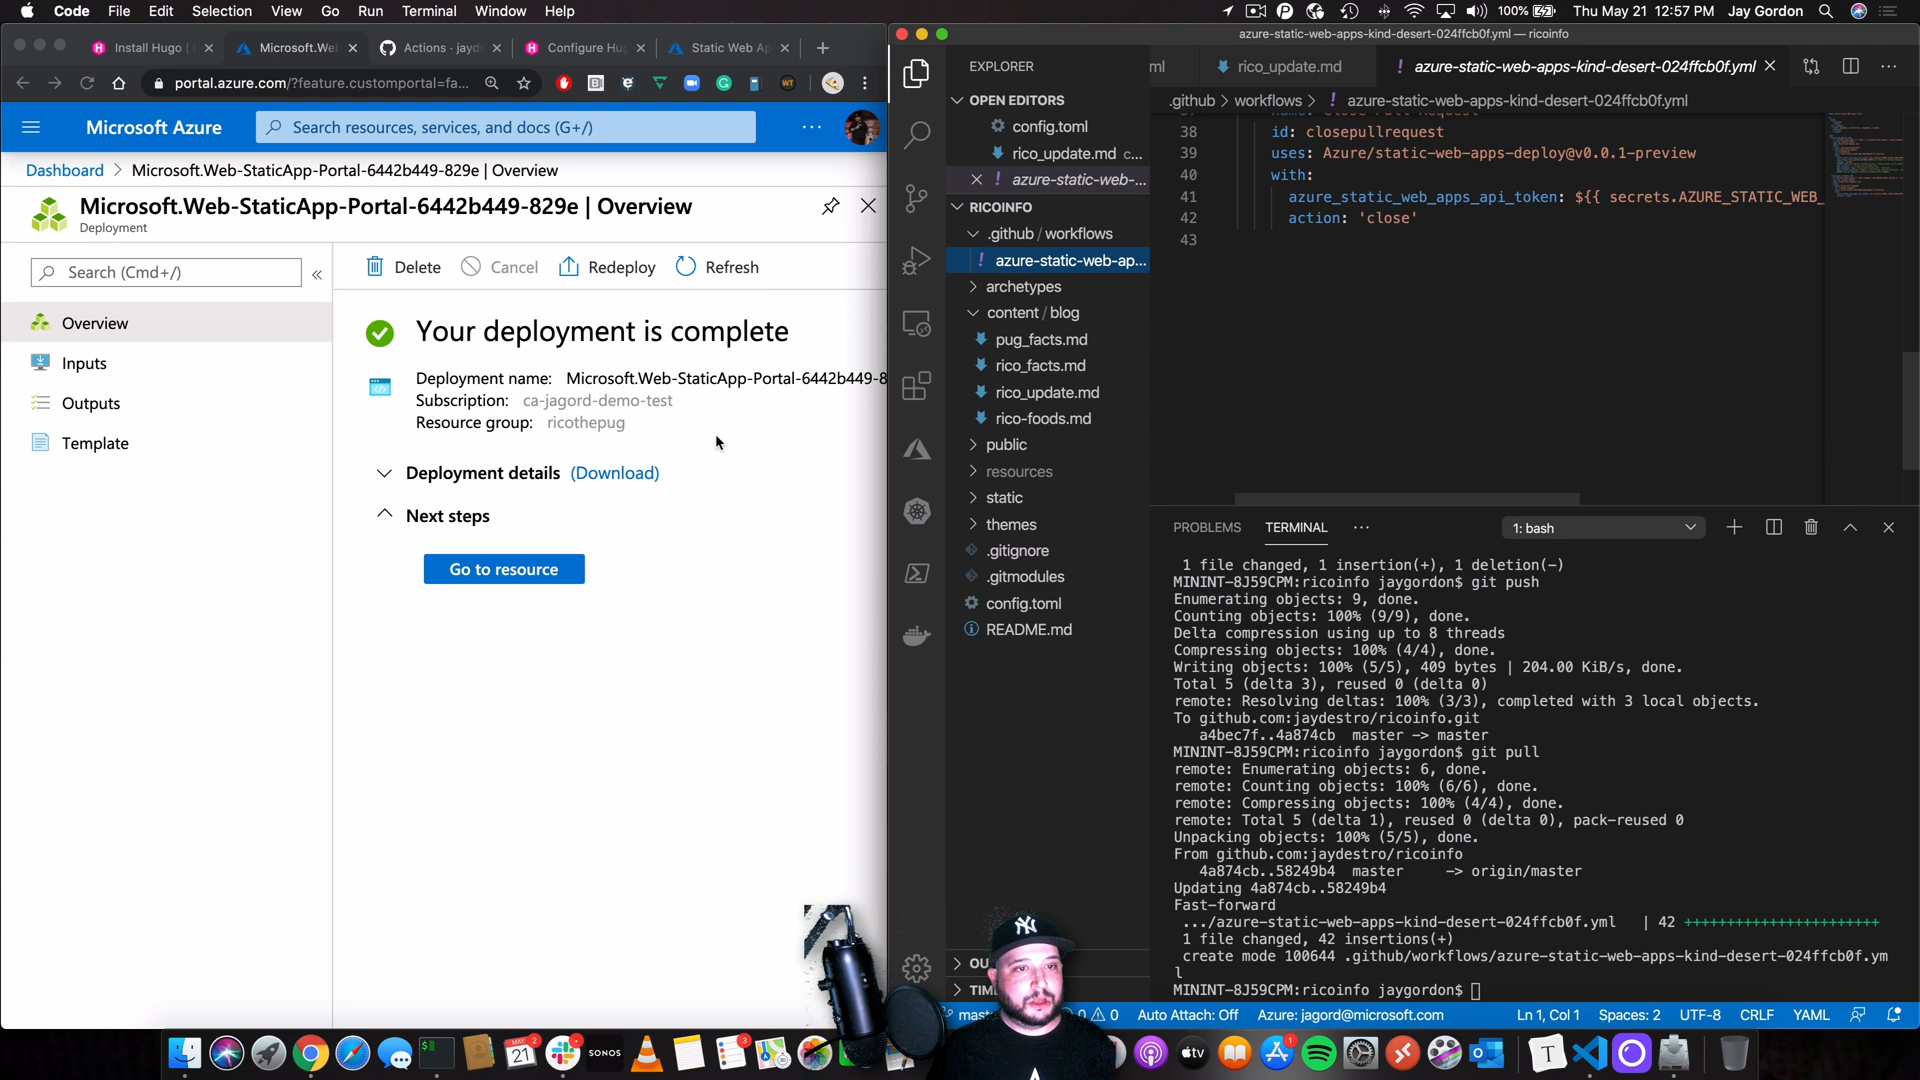 Code File Edit Selection View Go Run Terminal Window Help
100% Thu May 21 12:57 PM Jay Gordon
Install Hugo |
Microsoft.We
Actions · jayd
Configure Hu
Static Web Ap
portal.azure.com/?feature.customportal=fa...
Microsoft Azure
Search resources, services, and docs (G+/)
Dashboard > Microsoft.Web-StaticApp-Portal-6442b449-829e | Overview
Microsoft.Web-StaticApp-Portal-6442b449-829e | Overview
Deployment
Search (Cmd+/)
Delete Cancel Redeploy Refresh
Overview
Inputs
Outputs
Template
Your deployment is complete
Deployment name: Microsoft.Web-StaticApp-Portal-6442b449-8
Subscription: ca-jagord-demo-test
Resource group: ricothepug
Deployment details (Download)
Next steps
Go to resource
azure-static-web-apps-kind-desert-024ffcb0f.yml — ricoinfo
EXPLORER
OPEN EDITORS
config.toml
rico_update.md c...
azure-static-web-...
RICOINFO
.github / workflows
azure-static-web-ap...
archetypes
content / blog
pug_facts.md
rico_facts.md
rico_update.md
rico-foods.md
public
resources
static
themes
.gitignore
.gitmodules
config.toml
README.md
OU
TIM
ml
rico_update.md
azure-static-web-apps-kind-desert-024ffcb0f.yml
.github > workflows > ! azure-static-web-apps-kind-desert-024ffcb0f.yml
38 id: closepullrequest
39 uses: Azure/static-web-apps-deploy@v0.0.1-preview
40 with:
41 azure_static_web_apps_api_token: ${{ secrets.AZURE_STATIC_WEB_
42 action: 'close'
43
PROBLEMS TERMINAL ... 1: bash
1 file changed, 1 insertion(+), 1 deletion(-)
MININT-8J59CPM:ricoinfo jaygordon$ git push
Enumerating objects: 9, done.
Counting objects: 100% (9/9), done.
Delta compression using up to 8 threads
Compressing objects: 100% (4/4), done.
Writing objects: 100% (5/5), 409 bytes | 204.00 KiB/s, done.
Total 5 (delta 3), reused 0 (delta 0)
remote: Resolving deltas: 100% (3/3), completed with 3 local objects.
To github.com:jaydestro/ricoinfo.git
a4bec7f..4a874cb master -> master
MININT-8J59CPM:ricoinfo jaygordon$ git pull
remote: Enumerating objects: 6, done.
remote: Counting objects: 100% (6/6), done.
remote: Compressing objects: 100% (4/4), done.
remote: Total 5 (delta 1), reused 0 (delta 0), pack-reused 0
Unpacking objects: 100% (5/5), done.
From github.com:jaydestro/ricoinfo
4a874cb..58249b4 master -> origin/master
Updating 4a874cb..58249b4
Fast-forward
.../azure-static-web-apps-kind-desert-024ffcb0f.yml | 42 +++++++++++++++++++++++
1 file changed, 42 insertions(+)
create mode 100644 .github/workflows/azure-static-web-apps-kind-desert-024ffcb0f.ym
l
MININT-8J59CPM:ricoinfo jaygordon$
mast 0 0 Auto Attach: Off Azure: jagord@microsoft.com Ln 1, Col 1 Spaces: 2 UTF-8 CRLF YAML
MAY 21 2 SONOS 3 tv 1 T